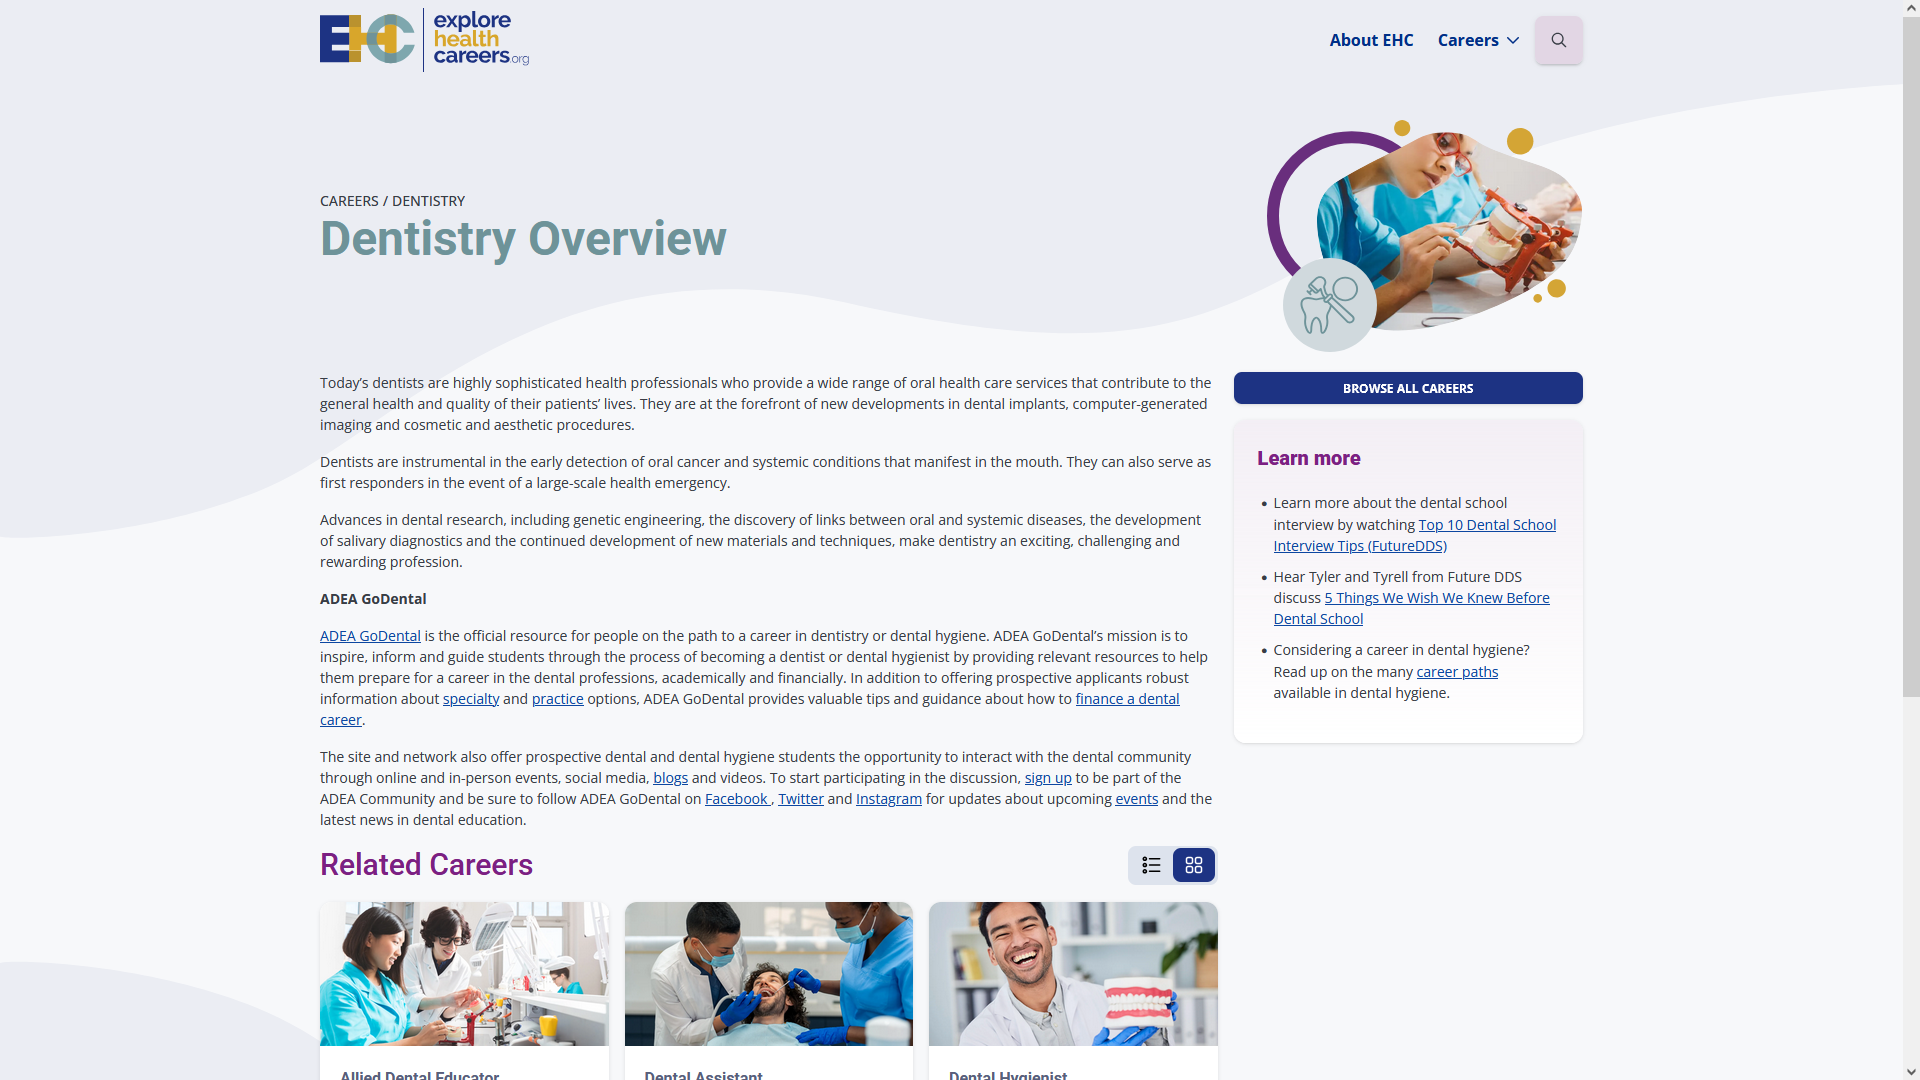 EHC
explore
health
careers.org
About EHC
Careers
CAREERS / DENTISTRY
Dentistry Overview
Today’s dentists are highly sophisticated health professionals who provide a wide range of oral health care services that contribute to the
general health and quality of their patients’ lives. They are at the forefront of new developments in dental implants, computer-generated
imaging and cosmetic and aesthetic procedures.
Dentists are instrumental in the early detection of oral cancer and systemic conditions that manifest in the mouth. They can also serve as
first responders in the event of a large-scale health emergency.
Advances in dental research, including genetic engineering, the discovery of links between oral and systemic diseases, the development
of salivary diagnostics and the continued development of new materials and techniques, make dentistry an exciting, challenging and
rewarding profession.
ADEA GoDental
ADEA GoDental is the official resource for people on the path to a career in dentistry or dental hygiene. ADEA GoDental’s mission is to
inspire, inform and guide students through the process of becoming a dentist or dental hygienist by providing relevant resources to help
them prepare for a career in the dental professions, academically and financially. In addition to offering prospective applicants robust
information about specialty and practice options, ADEA GoDental provides valuable tips and guidance about how to finance a dental
career.
The site and network also offer prospective dental and dental hygiene students the opportunity to interact with the dental community
through online and in-person events, social media, blogs and videos. To start participating in the discussion, sign up to be part of the
ADEA Community and be sure to follow ADEA GoDental on Facebook , Twitter and Instagram for updates about upcoming events and the
latest news in dental education.
BROWSE ALL CAREERS
Learn more
• Learn more about the dental school
interview by watching Top 10 Dental School
Interview Tips (FutureDDS)
• Hear Tyler and Tyrell from Future DDS
discuss 5 Things We Wish We Knew Before
Dental School
• Considering a career in dental hygiene?
Read up on the many career paths
available in dental hygiene.
Related Careers
Allied Dental Educator
Dental Assistant
Dental Hygienist